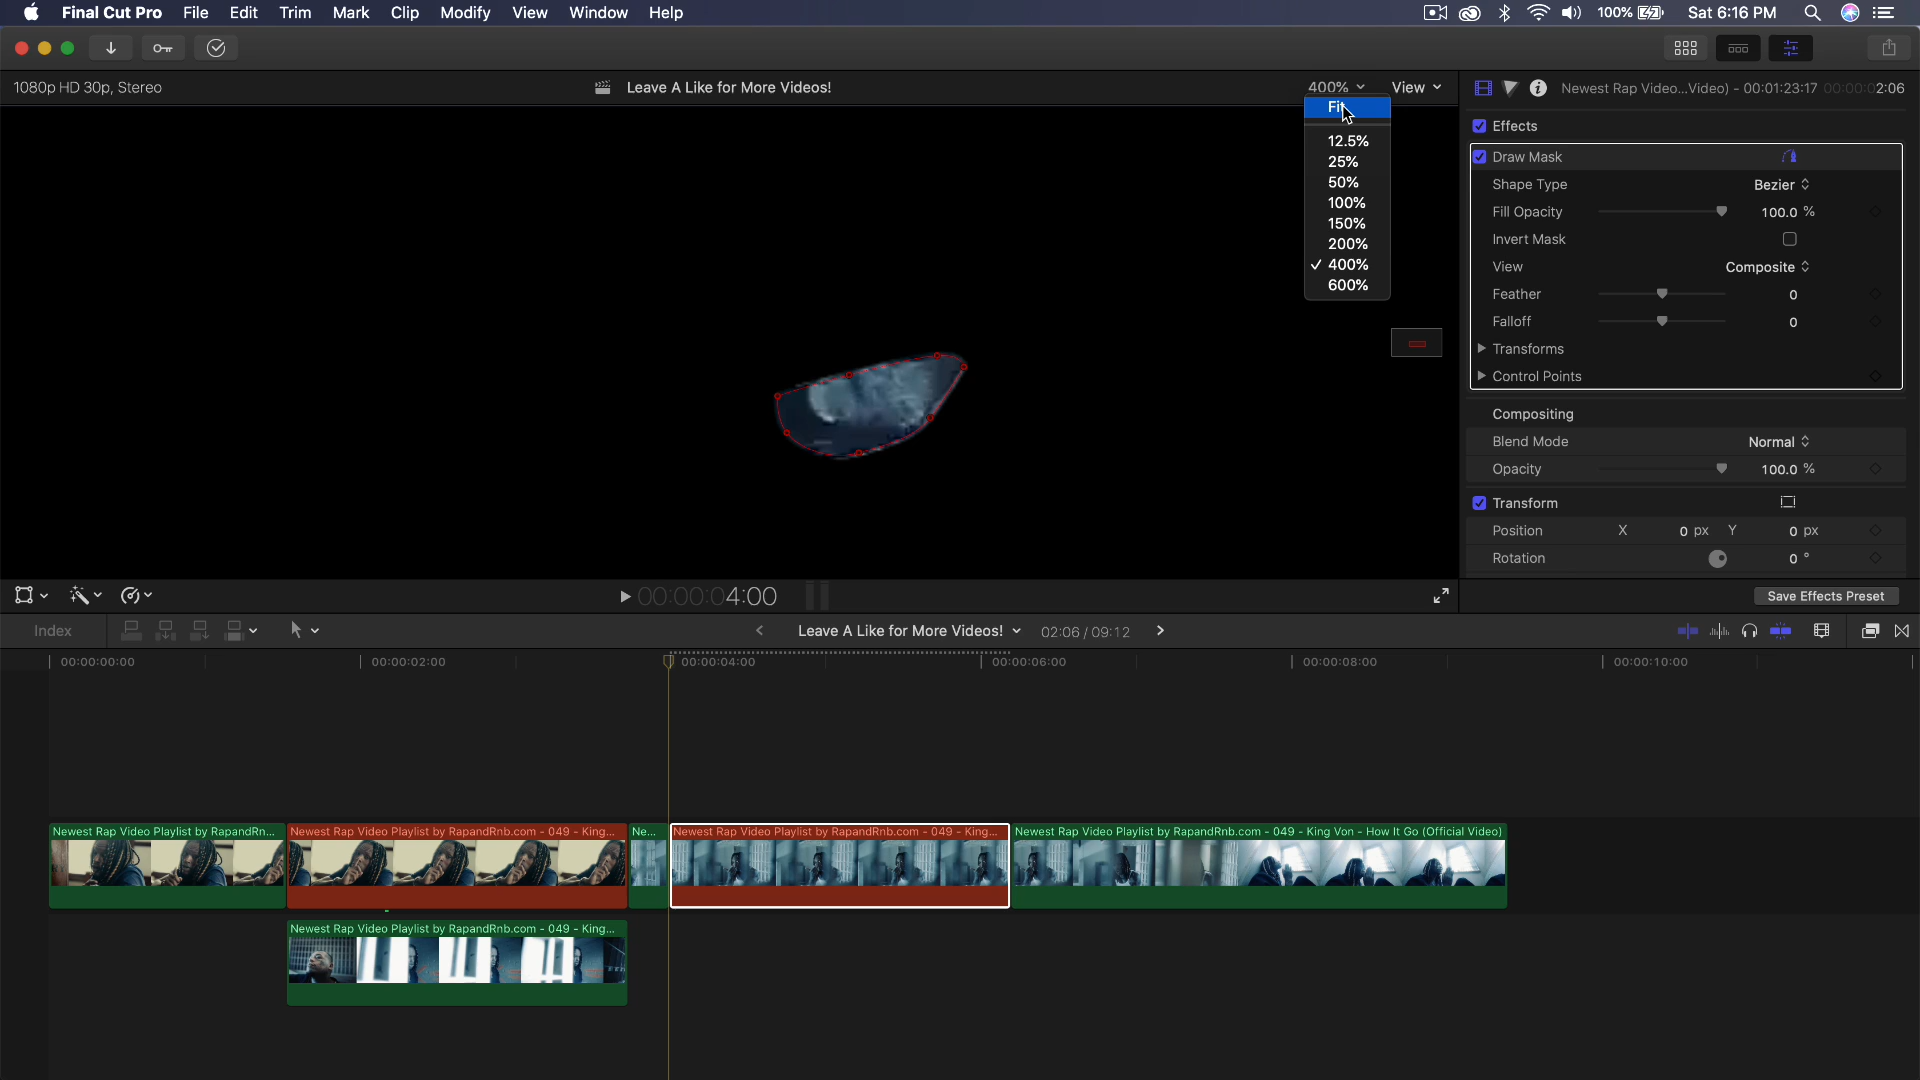 Final Cut Pro File Edit Trim Mark Clip Modify View Window Help 100% Sat 6:16 PM
1080p HD 30p, Stereo Leave A Like for More Videos! 400% View Newest Rap Video...Video) - 00:01:23:17 00:00:02:06
Fit
12.5%
25%
50%
100%
150%
200%
400%
600%
Effects
Draw Mask
Shape Type Bezier
Fill Opacity 100.0 %
Invert Mask
View Composite
Feather 0
Falloff 0
Transforms
Control Points
Compositing
Blend Mode Normal
Opacity 100.0 %
Transform
Position X 0 px Y 0 px
Rotation 0 °
00:00:04:00
Save Effects Preset
Index Leave A Like for More Videos! 02:06 / 09:12
00:00:00:00 00:00:02:00 00:00:04:00 00:00:06:00 00:00:08:00 00:00:10:00
Newest Rap Video Playlist by RapandRn... Newest Rap Video Playlist by RapandRnb.com - 049 - King... Ne... Newest Rap Video Playlist by RapandRnb.com - 049 - King... Newest Rap Video Playlist by RapandRnb.com - 049 - King Von - How It Go (Official Video)
Newest Rap Video Playlist by RapandRnb.com - 049 - King...